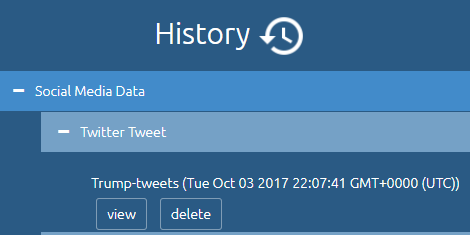 History
Social Media Data
Twitter Tweet
Trump-tweets (Tue Oct 03 2017 22:07:41 GMT+0000 (UTC))
view delete